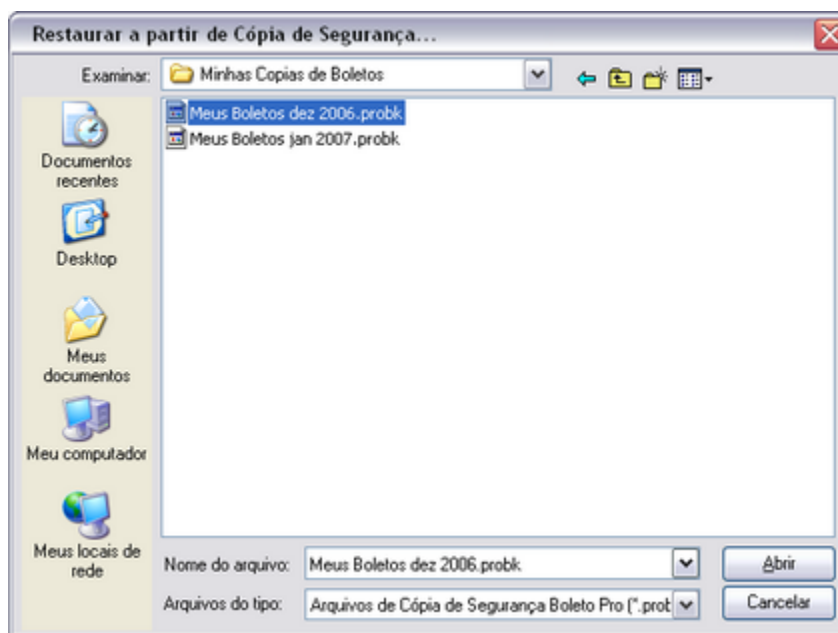 Restaurar a partir de Cópia de Segurança...
Examinar:
Minhas Copias de Boletos
Meus Boletos dez 2006.probk
Meus Boletos jan 2007.probk
Documentos
recentes
Desktop
Meus
documentos
Meu computador
Meus locais de
rede
Nome do arquivo:
Meus Boletos dez 2006.probk
Abrir
Arquivos do tipo:
Arquivos de Cópia de Segurança Boleto Pro (*.prot
Cancelar